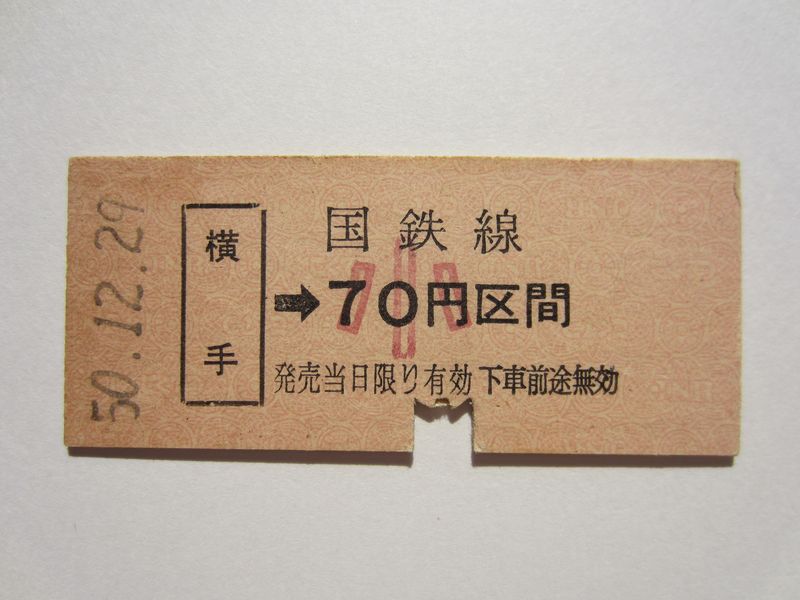 50.12.29
横手
国鉄線
➡70円区間
小
発売当日限り有効 下車前途無効